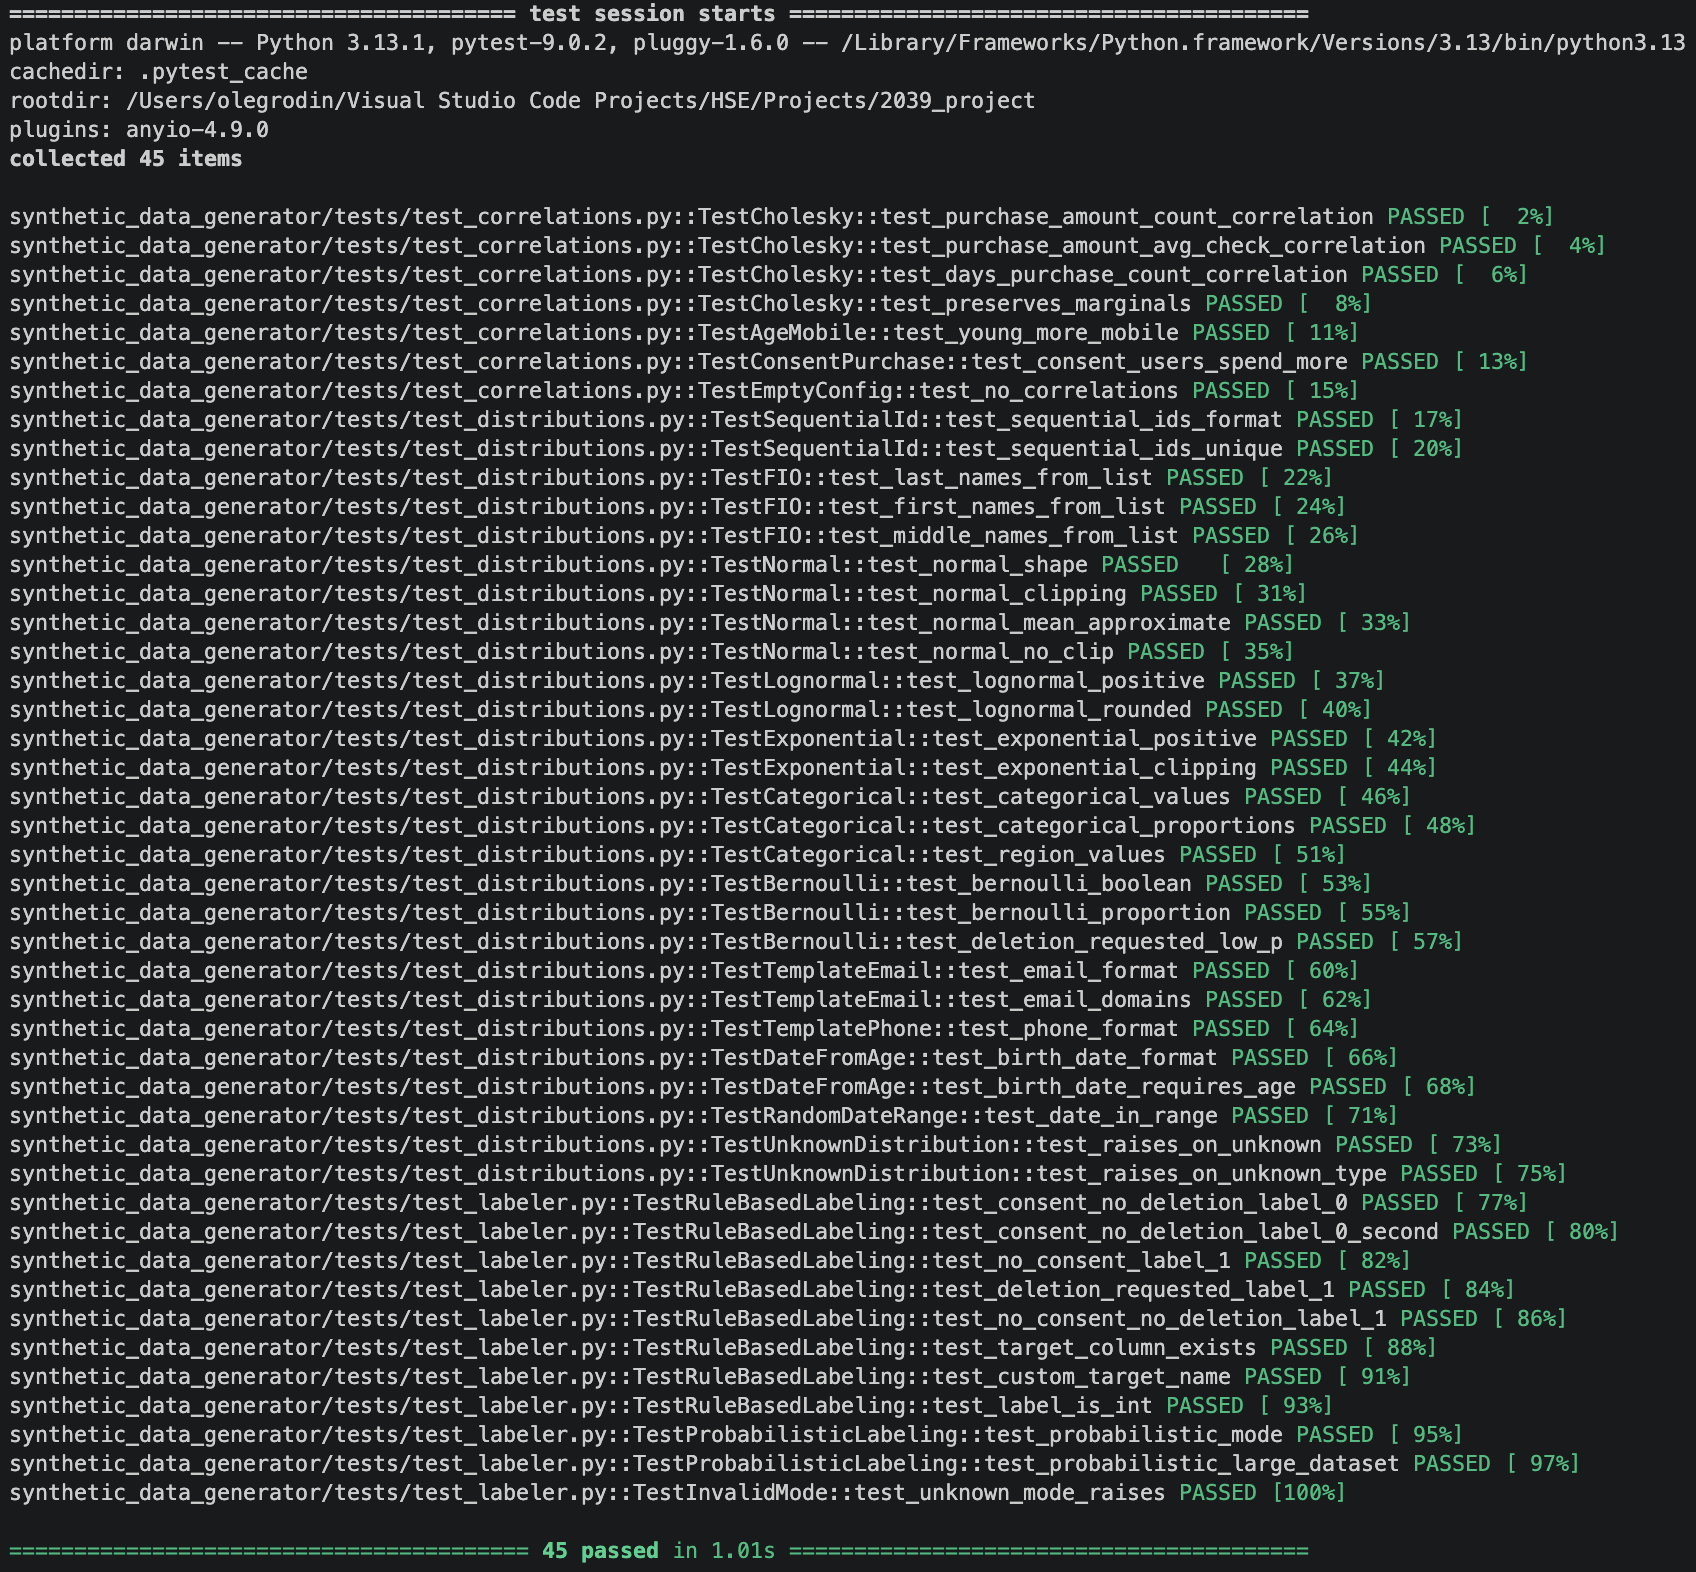 ======================================= test session starts ========================================
platform darwin -- Python 3.13.1, pytest-9.0.2, pluggy-1.6.0 -- /Library/Frameworks/Python.framework/Versions/3.13/bin/python3.13
cachedir: .pytest_cache
rootdir: /Users/olegrodin/Visual Studio Code Projects/HSE/Projects/2039_project
plugins: anyio-4.9.0
collected 45 items

synthetic_data_generator/tests/test_correlations.py::TestCholesky::test_purchase_amount_count_correlation PASSED [  2%]
synthetic_data_generator/tests/test_correlations.py::TestCholesky::test_purchase_amount_avg_check_correlation PASSED [  4%]
synthetic_data_generator/tests/test_correlations.py::TestCholesky::test_days_purchase_count_correlation PASSED [  6%]
synthetic_data_generator/tests/test_correlations.py::TestCholesky::test_preserves_marginals PASSED [  8%]
synthetic_data_generator/tests/test_correlations.py::TestAgeMobile::test_young_more_mobile PASSED [ 11%]
synthetic_data_generator/tests/test_correlations.py::TestConsentPurchase::test_consent_users_spend_more PASSED [ 13%]
synthetic_data_generator/tests/test_correlations.py::TestEmptyConfig::test_no_correlations PASSED [ 15%]
synthetic_data_generator/tests/test_distributions.py::TestSequentialId::test_sequential_ids_format PASSED [ 17%]
synthetic_data_generator/tests/test_distributions.py::TestSequentialId::test_sequential_ids_unique PASSED [ 20%]
synthetic_data_generator/tests/test_distributions.py::TestFIO::test_last_names_from_list PASSED [ 22%]
synthetic_data_generator/tests/test_distributions.py::TestFIO::test_first_names_from_list PASSED [ 24%]
synthetic_data_generator/tests/test_distributions.py::TestFIO::test_middle_names_from_list PASSED [ 26%]
synthetic_data_generator/tests/test_distributions.py::TestNormal::test_normal_shape PASSED   [ 28%]
synthetic_data_generator/tests/test_distributions.py::TestNormal::test_normal_clipping PASSED [ 31%]
synthetic_data_generator/tests/test_distributions.py::TestNormal::test_normal_mean_approximate PASSED [ 33%]
synthetic_data_generator/tests/test_distributions.py::TestNormal::test_normal_no_clip PASSED [ 35%]
synthetic_data_generator/tests/test_distributions.py::TestLognormal::test_lognormal_positive PASSED [ 37%]
synthetic_data_generator/tests/test_distributions.py::TestLognormal::test_lognormal_rounded PASSED [ 40%]
synthetic_data_generator/tests/test_distributions.py::TestExponential::test_exponential_positive PASSED [ 42%]
synthetic_data_generator/tests/test_distributions.py::TestExponential::test_exponential_clipping PASSED [ 44%]
synthetic_data_generator/tests/test_distributions.py::TestCategorical::test_categorical_values PASSED [ 46%]
synthetic_data_generator/tests/test_distributions.py::TestCategorical::test_categorical_proportions PASSED [ 48%]
synthetic_data_generator/tests/test_distributions.py::TestCategorical::test_region_values PASSED [ 51%]
synthetic_data_generator/tests/test_distributions.py::TestBernoulli::test_bernoulli_boolean PASSED [ 53%]
synthetic_data_generator/tests/test_distributions.py::TestBernoulli::test_bernoulli_proportion PASSED [ 55%]
synthetic_data_generator/tests/test_distributions.py::TestBernoulli::test_deletion_requested_low_p PASSED [ 57%]
synthetic_data_generator/tests/test_distributions.py::TestTemplateEmail::test_email_format PASSED [ 60%]
synthetic_data_generator/tests/test_distributions.py::TestTemplateEmail::test_email_domains PASSED [ 62%]
synthetic_data_generator/tests/test_distributions.py::TestTemplatePhone::test_phone_format PASSED [ 64%]
synthetic_data_generator/tests/test_distributions.py::TestDateFromAge::test_birth_date_format PASSED [ 66%]
synthetic_data_generator/tests/test_distributions.py::TestDateFromAge::test_birth_date_requires_age PASSED [ 68%]
synthetic_data_generator/tests/test_distributions.py::TestRandomDateRange::test_date_in_range PASSED [ 71%]
synthetic_data_generator/tests/test_distributions.py::TestUnknownDistribution::test_raises_on_unknown PASSED [ 73%]
synthetic_data_generator/tests/test_distributions.py::TestUnknownDistribution::test_raises_on_unknown_type PASSED [ 75%]
synthetic_data_generator/tests/test_labeler.py::TestRuleBasedLabeling::test_consent_no_deletion_label_0 PASSED [ 77%]
synthetic_data_generator/tests/test_labeler.py::TestRuleBasedLabeling::test_consent_no_deletion_label_0_second PASSED [ 80%]
synthetic_data_generator/tests/test_labeler.py::TestRuleBasedLabeling::test_no_consent_label_1 PASSED [ 82%]
synthetic_data_generator/tests/test_labeler.py::TestRuleBasedLabeling::test_deletion_requested_label_1 PASSED [ 84%]
synthetic_data_generator/tests/test_labeler.py::TestRuleBasedLabeling::test_no_consent_no_deletion_label_1 PASSED [ 86%]
synthetic_data_generator/tests/test_labeler.py::TestRuleBasedLabeling::test_target_column_exists PASSED [ 88%]
synthetic_data_generator/tests/test_labeler.py::TestRuleBasedLabeling::test_custom_target_name PASSED [ 91%]
synthetic_data_generator/tests/test_labeler.py::TestRuleBasedLabeling::test_label_is_int PASSED [ 93%]
synthetic_data_generator/tests/test_labeler.py::TestProbabilisticLabeling::test_probabilistic_mode PASSED [ 95%]
synthetic_data_generator/tests/test_labeler.py::TestProbabilisticLabeling::test_probabilistic_large_dataset PASSED [ 97%]
synthetic_data_generator/tests/test_labeler.py::TestInvalidMode::test_unknown_mode_raises PASSED [100%]

======================================== 45 passed in 1.01s ========================================